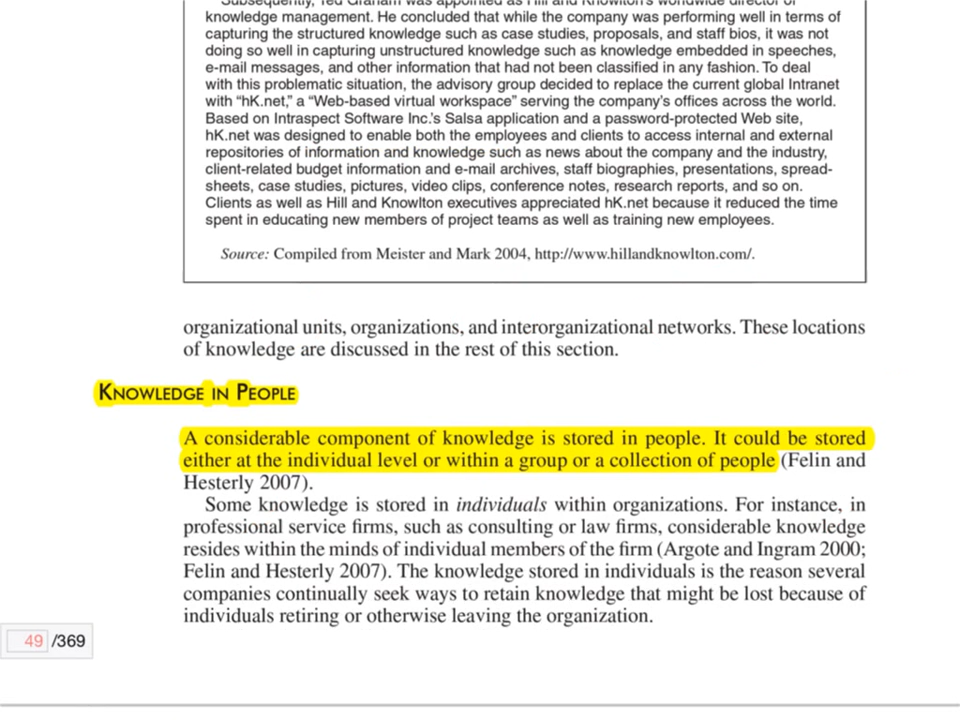 Subsequently, Ted Graham was appointed as Hill and Knowlton's worldwide director of
knowledge management. He concluded that while the company was performing well in terms of
capturing the structured knowledge such as case studies, proposals, and staff bios, it was not
doing so well in capturing unstructured knowledge such as knowledge embedded in speeches,
e-mail messages, and other information that had not been classified in any fashion. To deal
with this problematic situation, the advisory group decided to replace the current global Intranet
with “hK.net,” a “Web-based virtual workspace” serving the company’s offices across the world.
Based on Intraspect Software Inc.’s Salsa application and a password-protected Web site,
hK.net was designed to enable both the employees and clients to access internal and external
repositories of information and knowledge such as news about the company and the industry,
client-related budget information and e-mail archives, staff biographies, presentations, spread-
sheets, case studies, pictures, video clips, conference notes, research reports, and so on.
Clients as well as Hill and Knowlton executives appreciated hK.net because it reduced the time
spent in educating new members of project teams as well as training new employees.
Source: Compiled from Meister and Mark 2004, http://www.hillandknowlton.com/.
organizational units, organizations, and interorganizational networks. These locations
of knowledge are discussed in the rest of this section.
KNOWLEDGE IN PEOPLE
A considerable component of knowledge is stored in people. It could be stored
either at the individual level or within a group or a collection of people (Felin and
Hesterly 2007).
Some knowledge is stored in individuals within organizations. For instance, in
professional service firms, such as consulting or law firms, considerable knowledge
resides within the minds of individual members of the firm (Argote and Ingram 2000;
Felin and Hesterly 2007). The knowledge stored in individuals is the reason several
companies continually seek ways to retain knowledge that might be lost because of
individuals retiring or otherwise leaving the organization.
49 /369